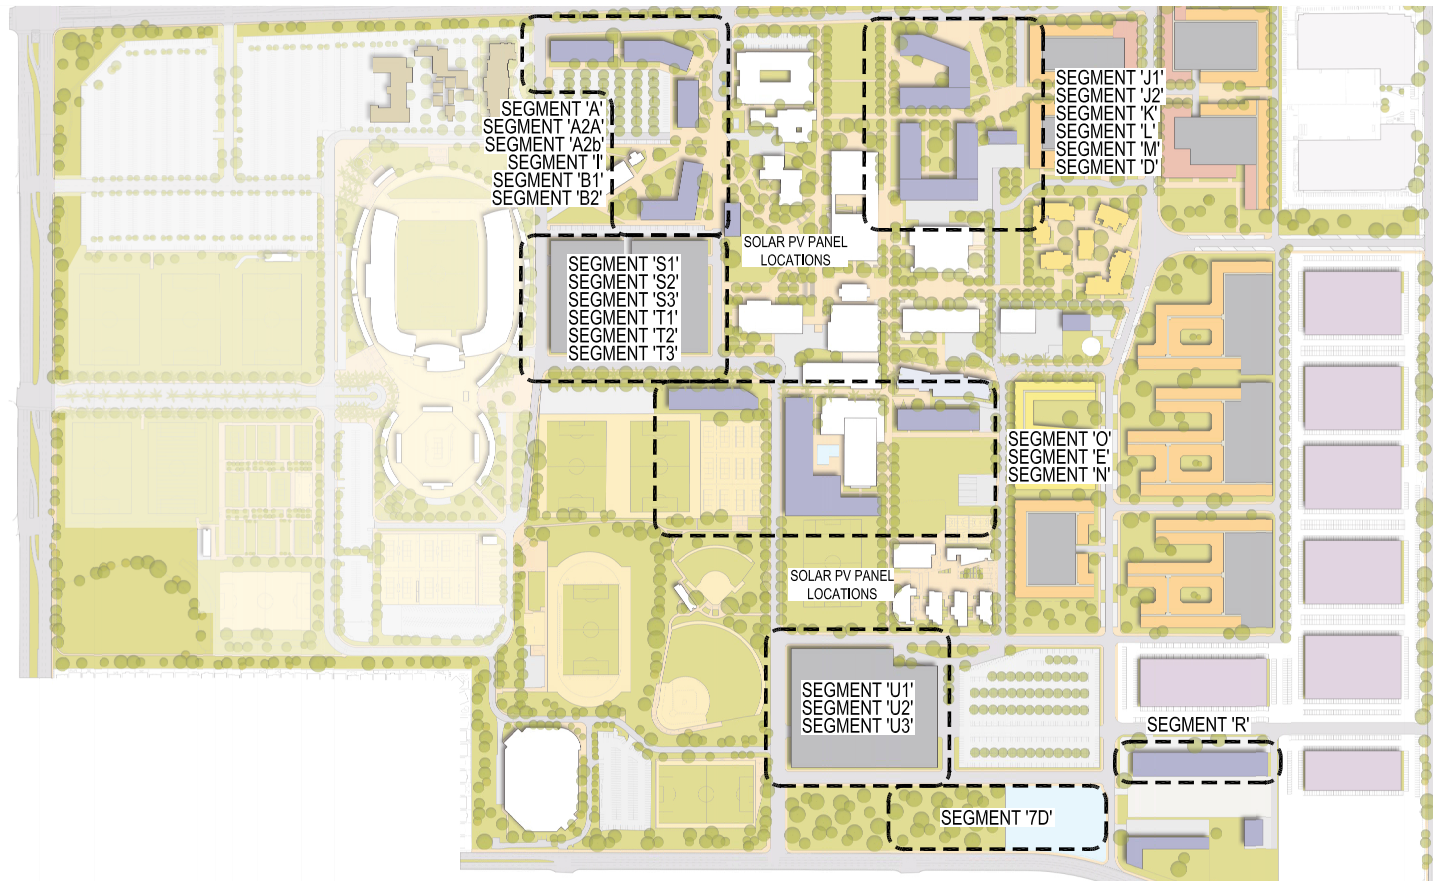 SEGMENT 'A'
SEGMENT 'A2A'
SEGMENT 'A2b'
SEGMENT 'I'
SEGMENT 'B1'
SEGMENT 'B2'
SEGMENT 'J1'
SEGMENT 'J2'
SEGMENT 'K'
SEGMENT 'L'
SEGMENT 'M'
SEGMENT 'D'
SOLAR PV PANEL
LOCATIONS
SEGMENT 'S1'
SEGMENT 'S2'
SEGMENT 'S3'
SEGMENT 'T1'
SEGMENT 'T2'
SEGMENT 'T3'
SEGMENT 'O'
SEGMENT 'E'
SEGMENT 'N'
SOLAR PV PANEL
LOCATIONS
SEGMENT 'U1'
SEGMENT 'U2'
SEGMENT 'U3'
SEGMENT 'R'
SEGMENT '7D'